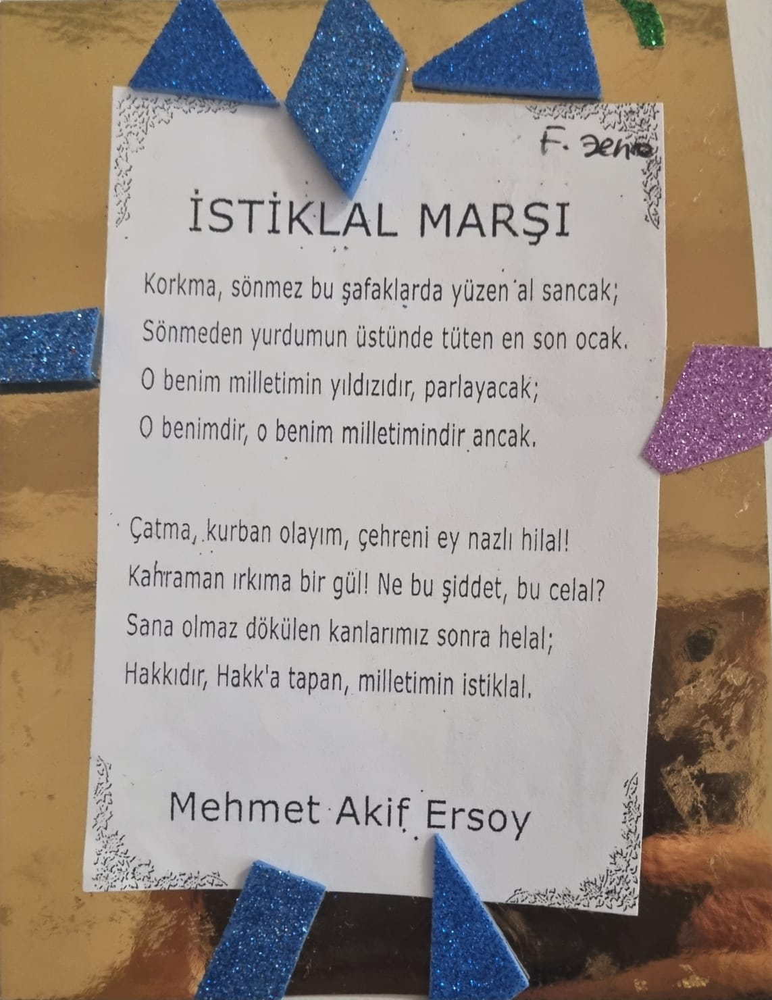 F.
İSTİKLAL MARŞI
Korkma, sönmez bu şafaklarda yüzen al sancak;
Sönmeden yurdumun üstünde tüten en son ocak.
O benim milletimin yıldızıdır, parlayacak;
O benimdir, o benim milletimindir ancak.
Çatma, kurban olayım, çehreni ey nazlı hilal!
Kahraman ırkıma bir gül! Ne bu şiddet, bu celal?
Sana olmaz dökülen kanlarımız sonra helal;
Hakkıdır, Hakk'a tapan, milletimin istiklal.
Mehmet Akif Ersoy